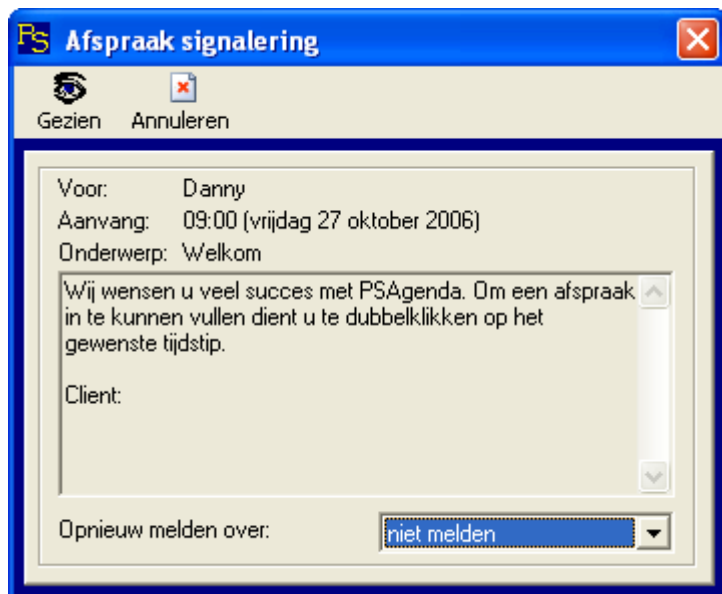 PS Afspraak signalering
Gezien Annuleren
Voor: Danny
Aanvang: 09:00 (vrijdag 27 oktober 2006)
Onderwerp: Welkom
Wij wensen u veel succes met PSAgenda. Om een afspraak
in te kunnen vullen dient u te dubbelklikken op het
gewenste tijdstip.
Client:
Opnieuw melden over: niet melden